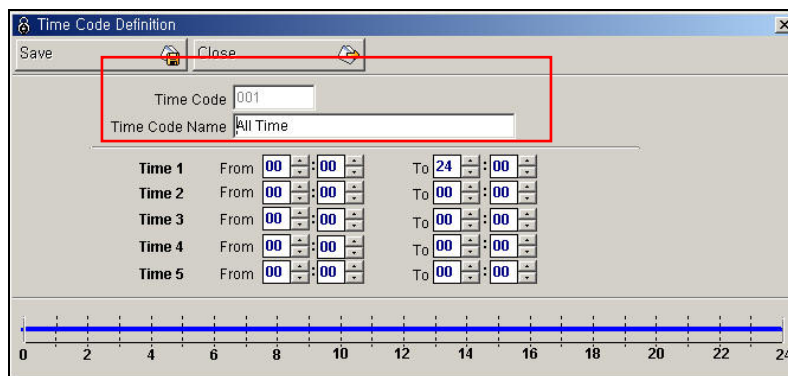 Time Code Definition
Save Close
Time Code 001
Time Code Name All Time
Time 1 From 00 : 00 To 24 : 00
Time 2 From 00 : 00 To 00 : 00
Time 3 From 00 : 00 To 00 : 00
Time 4 From 00 : 00 To 00 : 00
Time 5 From 00 : 00 To 00 : 00
0 2 4 6 8 10 12 14 16 18 20 22 24